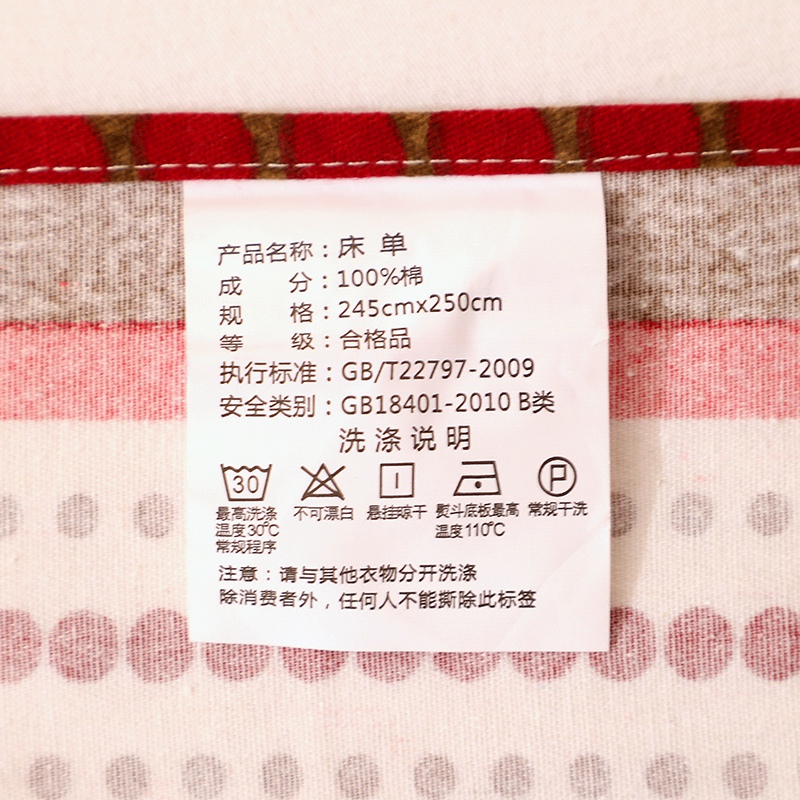 产品名称：床 单
成 分：100%棉
规 格：245cmx250cm
等 级：合格品
执行标准：GB/T22797-2009
安全类别：GB18401-2010 B类
洗涤说明
30 P
最高洗涤 不可漂白 悬挂晾干 熨斗底板最高 常规干洗
温度30℃ 温度110℃
常规程序
注意：请与其他衣物分开洗涤
除消费者外，任何人不能撕除此标签